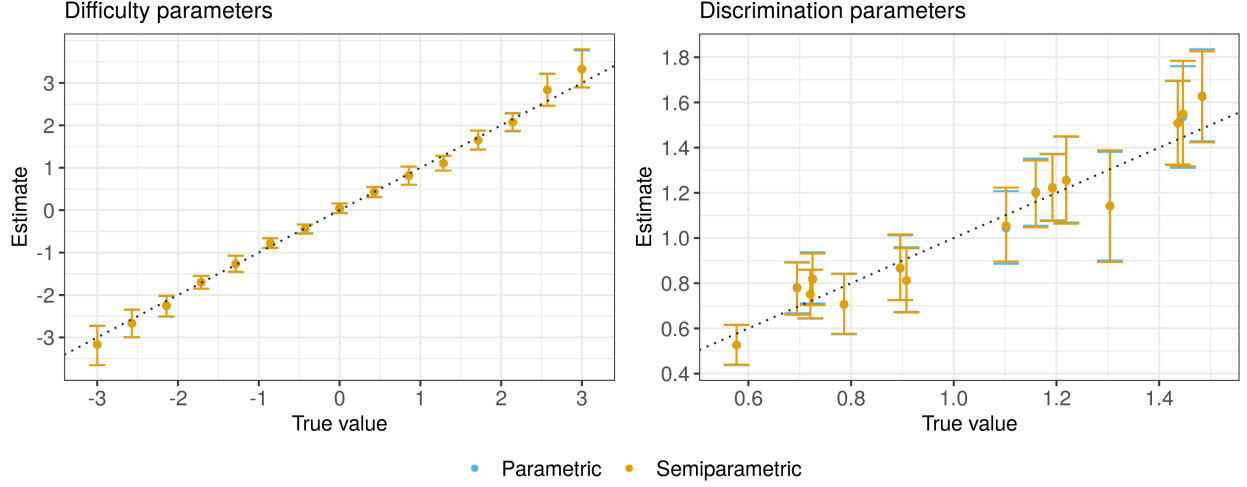 Difficulty parameters
Discrimination parameters
Estimate
3
2
1
0
-1
-2
-3
-3 -2 -1 0 1 2 3
True value
Estimate
1.8
1.6
1.4
1.2
1.0
0.8
0.6
0.4
0.6 0.8 1.0 1.2 1.4
True value
Parametric Semiparametric